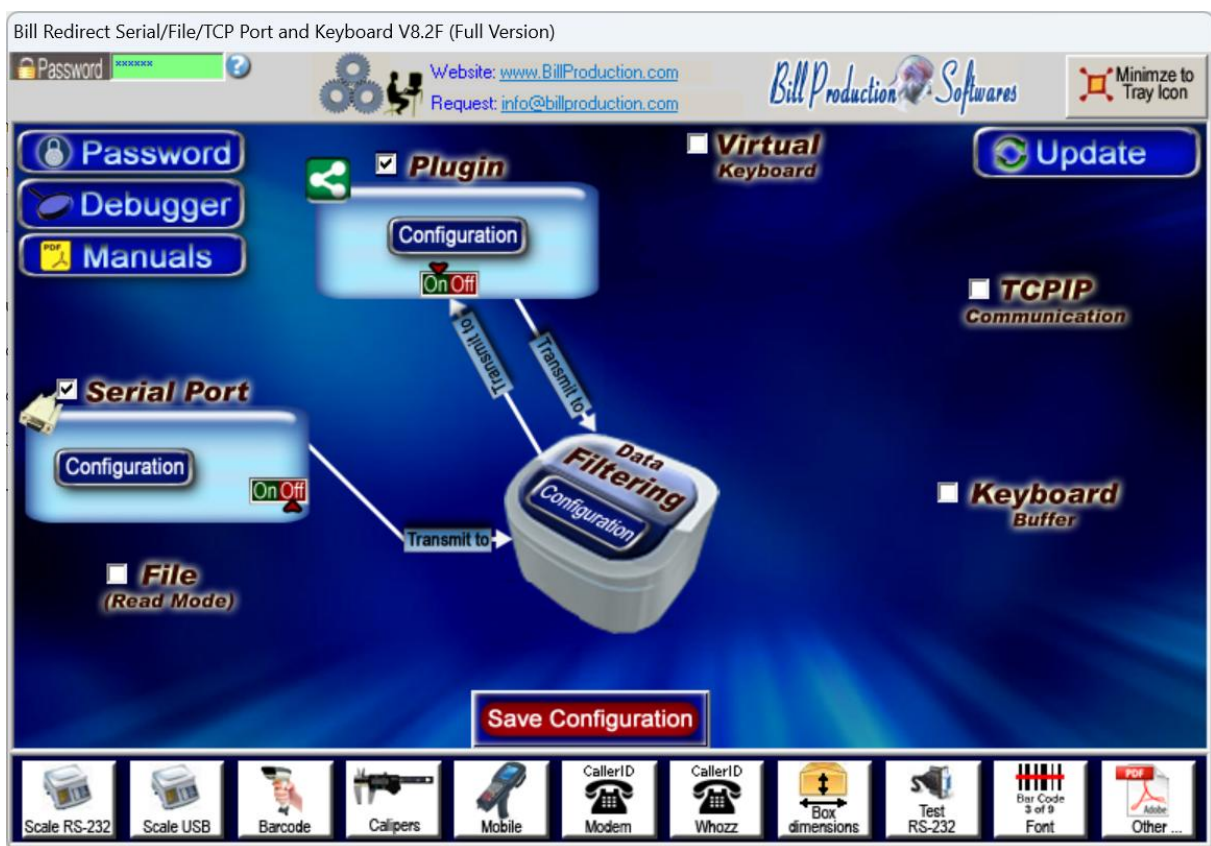 Bill Redirect Serial/File/TCP Port and Keyboard V8.2F (Full Version)
Password
******
?
Website: www.BillProduction.com
Request: info@billproduction.com
Bill Production Softwares
Minimze to
Tray Icon
Password
Debugger
PDF
Manuals
Plugin
Configuration
On Off
Virtual
Keyboard
Update
TCPIP
Communication
Transmit to
Transmit to
Serial Port
Configuration
On Off
Data
Filtering
Configuration
Transmit to
Keyboard
Buffer
File
(Read Mode)
Save Configuration
Scale RS-232
Scale USB
Barcode
Calipers
Mobile
CallerID
Modem
CallerID
Whozz
Box
dimensions
Test
RS-232
Bar Code
3 of 9
Font
PDF
Adobe
Other ...